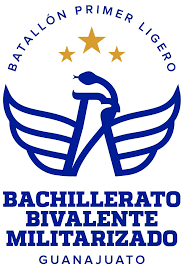 BATALLÓN PRIMER LIGERO
BACHILLERATO
BIVALENTE
MILITARIZADO
GUANAJUATO